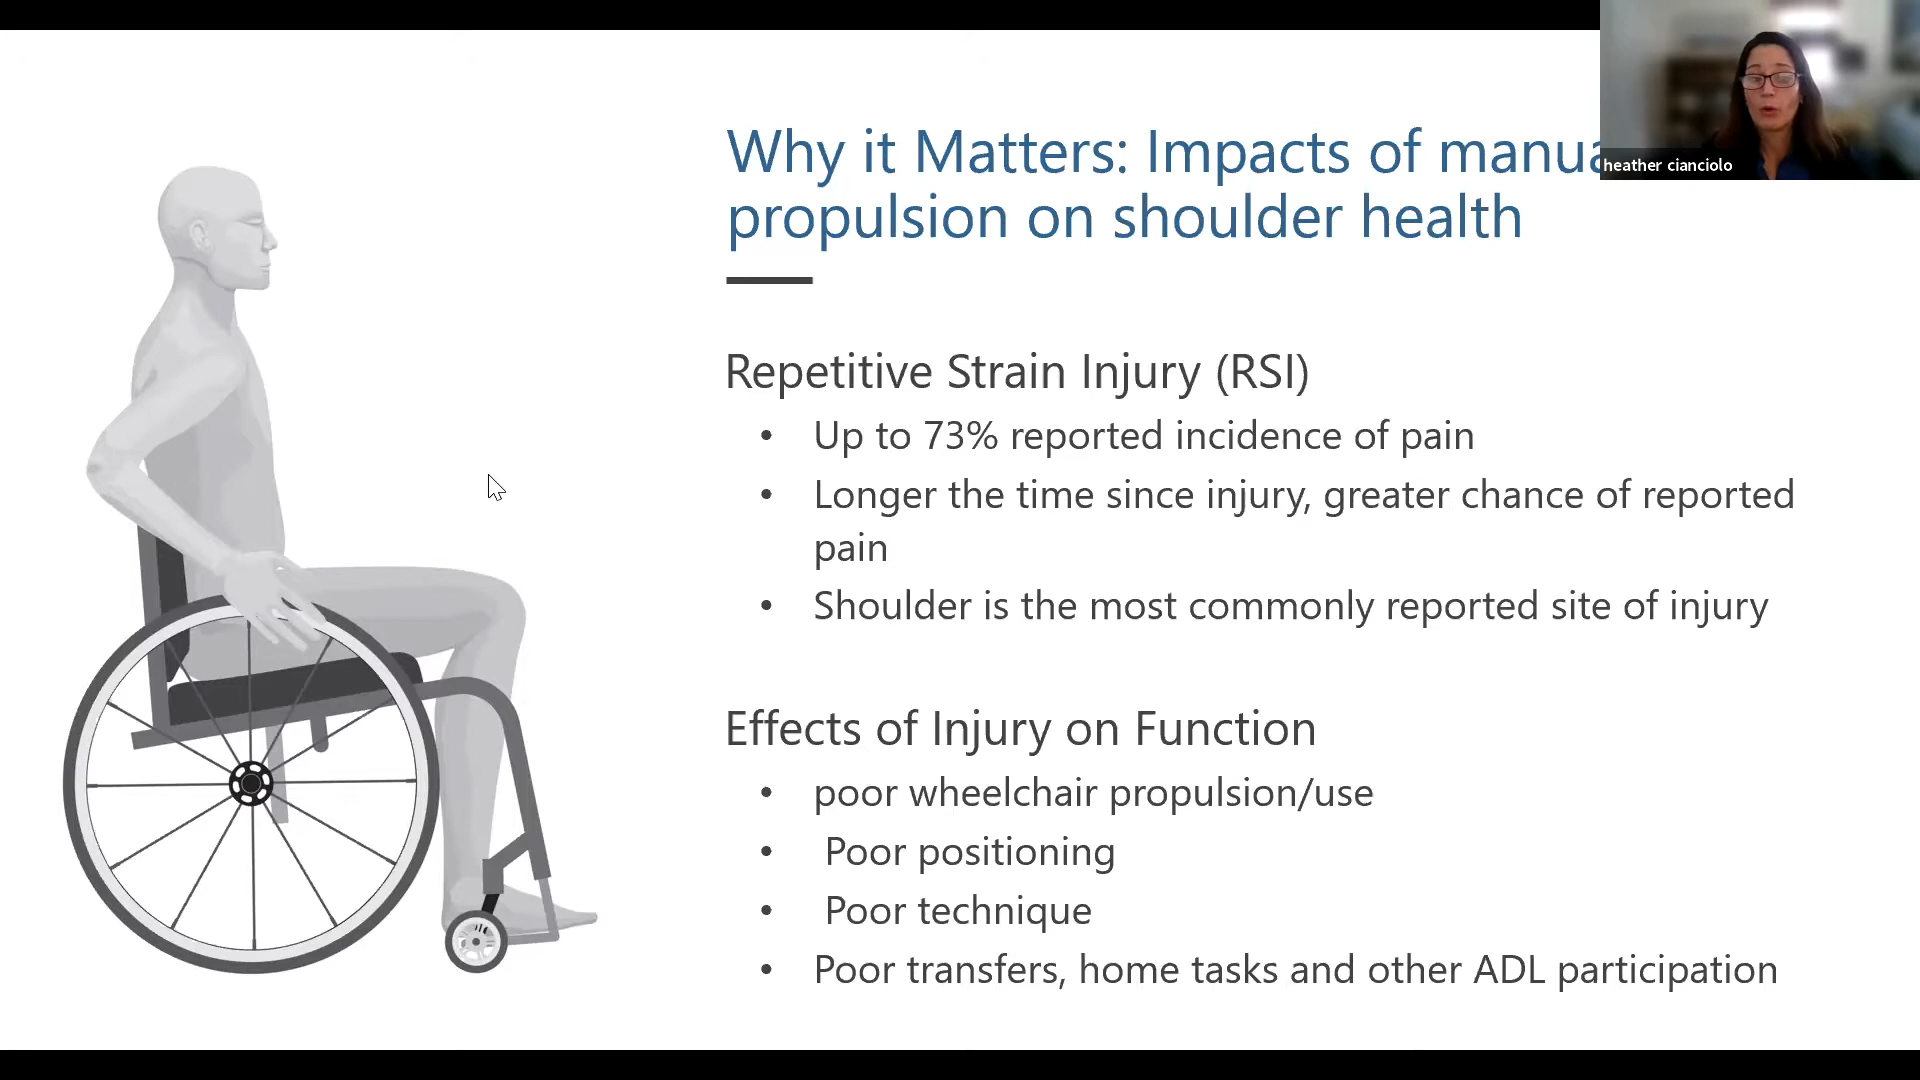 Why it Matters: Impacts of manua
heather cianciolo
propulsion on shoulder health
Repetitive Strain Injury (RSI)
• Up to 73% reported incidence of pain
• Longer the time since injury, greater chance of reported
pain
• Shoulder is the most commonly reported site of injury
Effects of Injury on Function
• poor wheelchair propulsion/use
• Poor positioning
• Poor technique
• Poor transfers, home tasks and other ADL participation